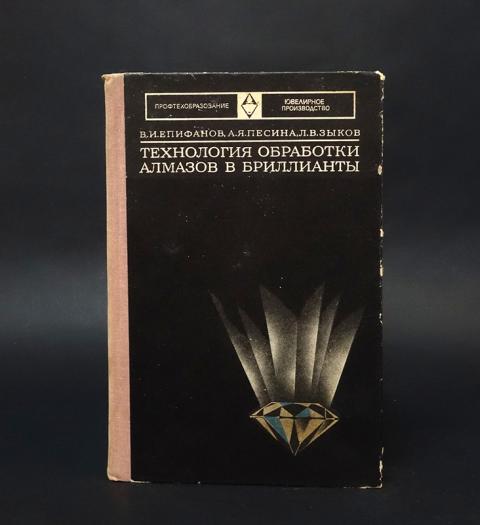 ПРОФТЕХОБРАЗОВАНИЕ
ЮВЕЛИРНОЕ
ПРОИЗВОДСТВО
В.И.ЕПИФАНОВ, А.Я.ПЕСИНА, Л.В.ЗЫКОВ
ТЕХНОЛОГИЯ ОБРАБОТКИ
АЛМАЗОВ В БРИЛЛИАНТЫ